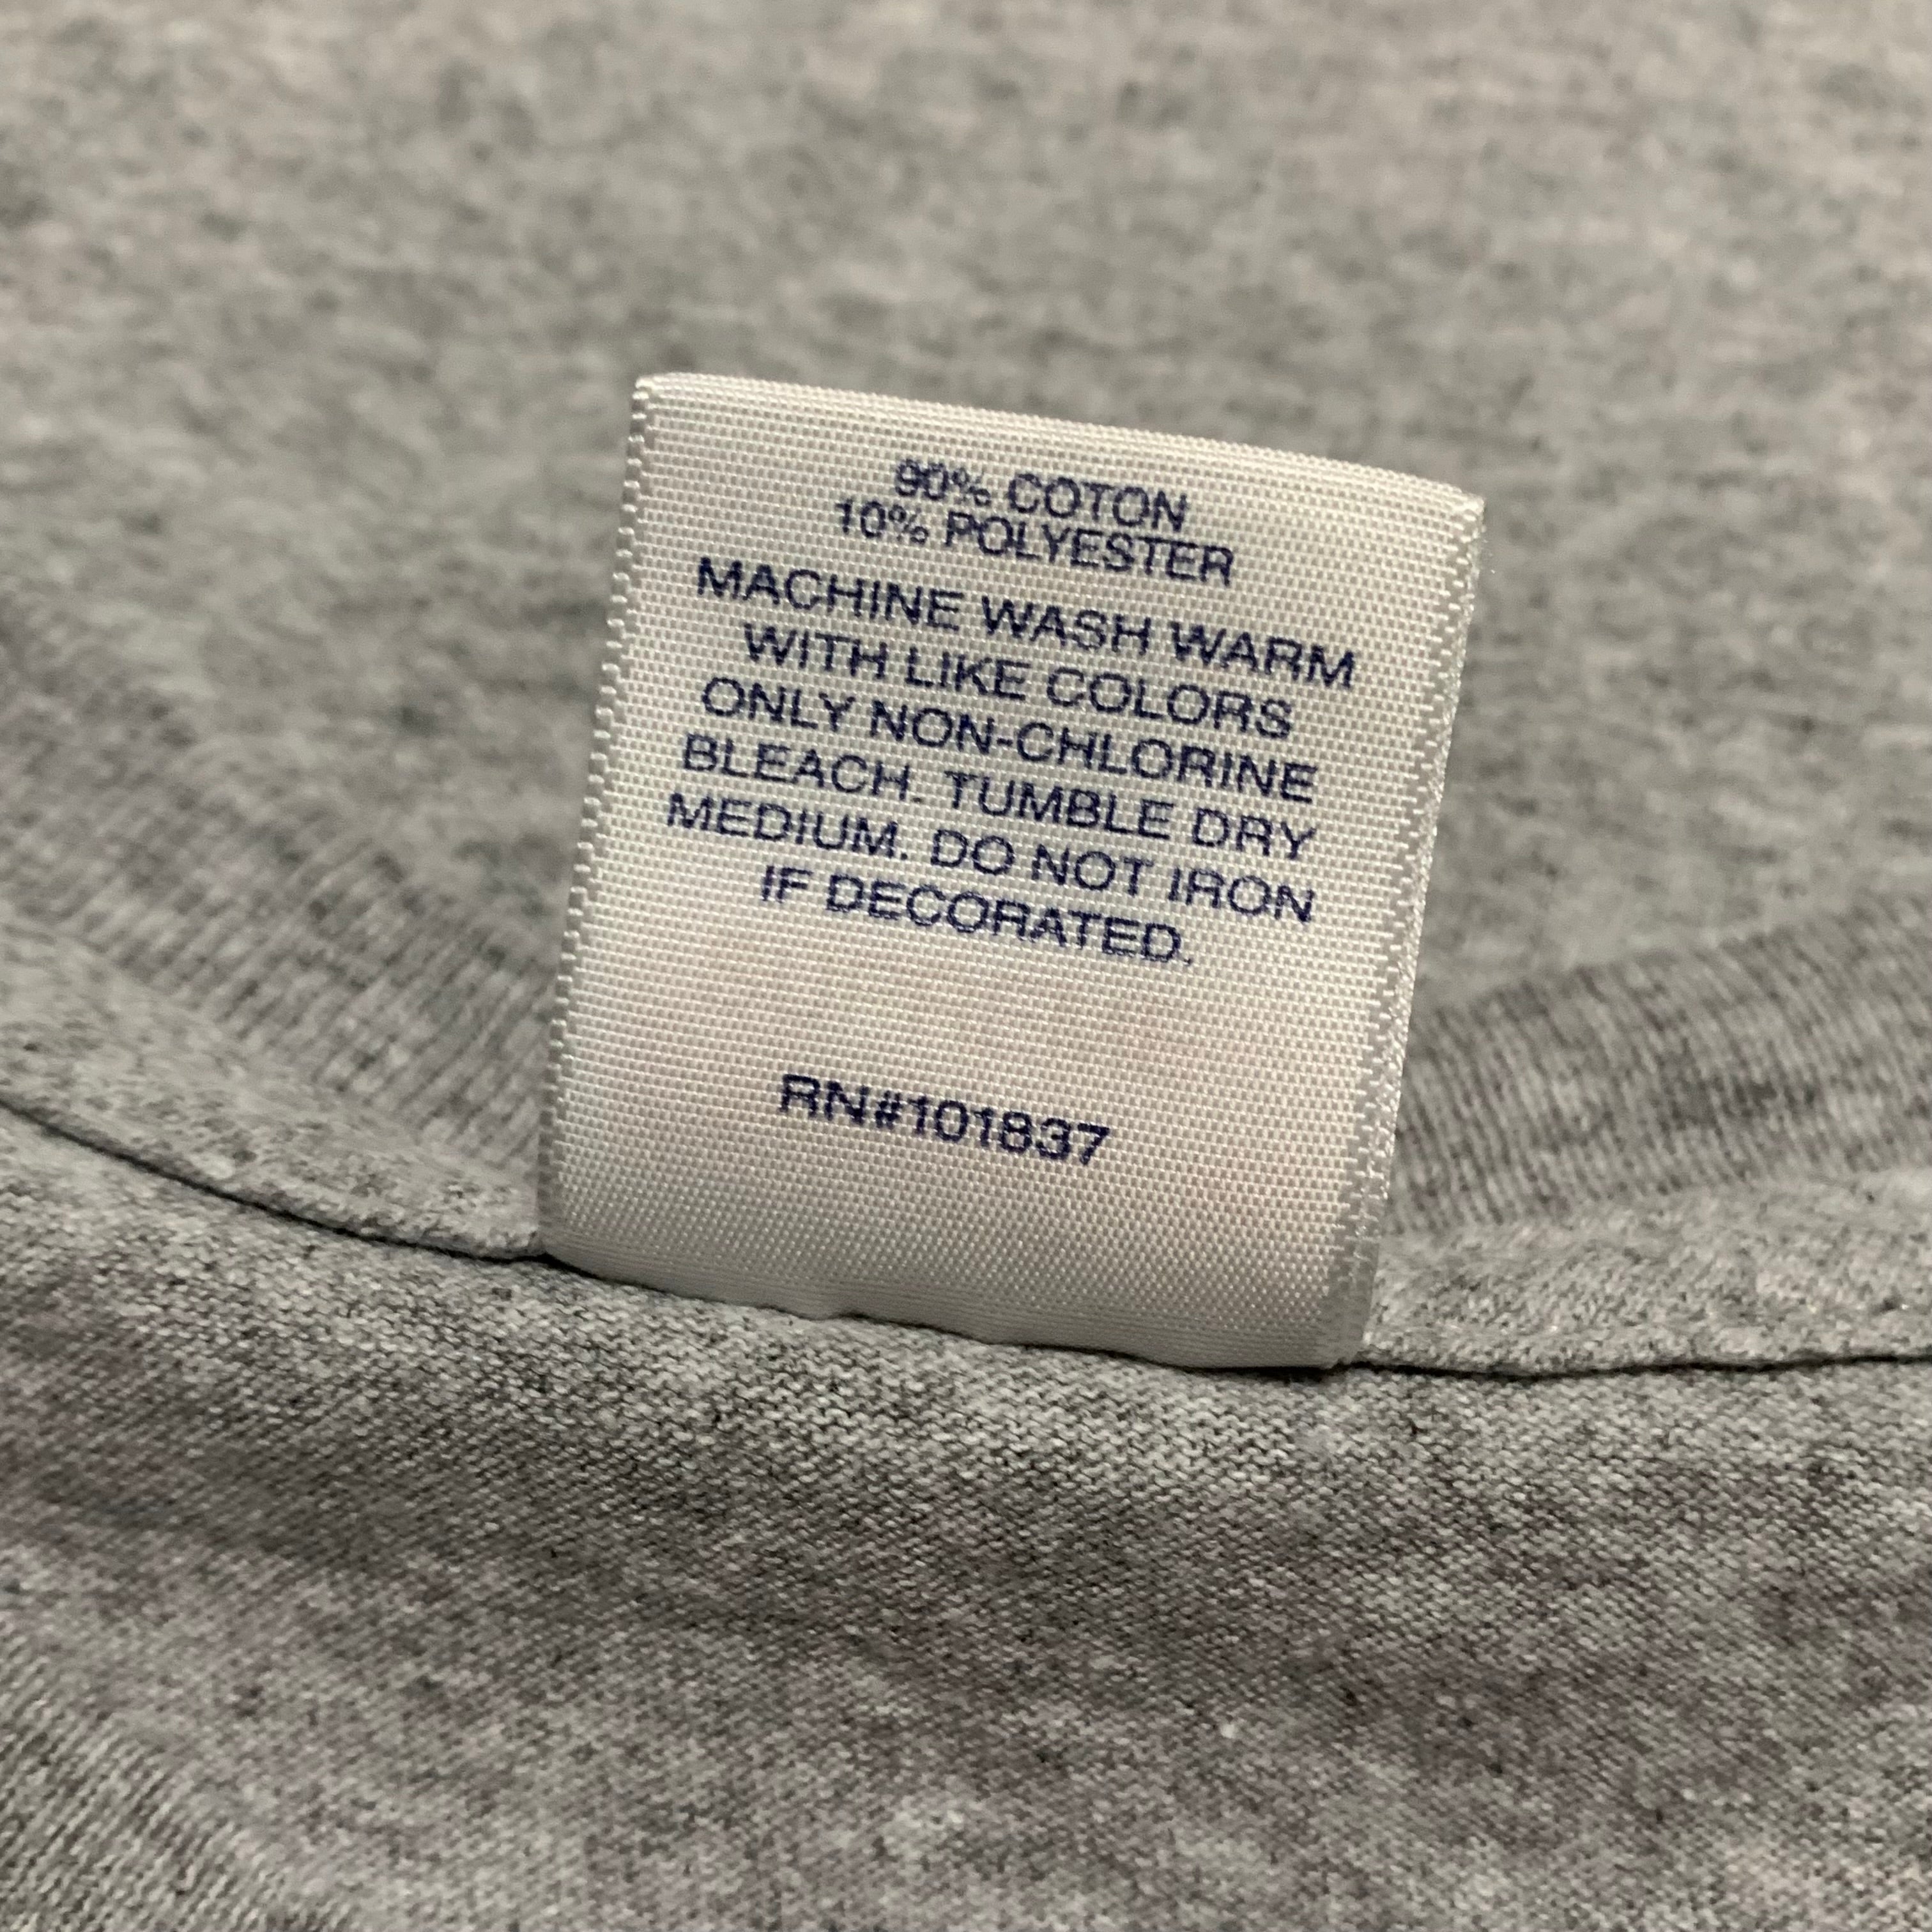 90% COTON
10% POLYESTER
MACHINE WASH WARM
WITH LIKE COLORS
ONLY NON-CHLORINE
BLEACH. TUMBLE DRY
MEDIUM. DO NOT IRON
IF DECORATED.
RN#101837